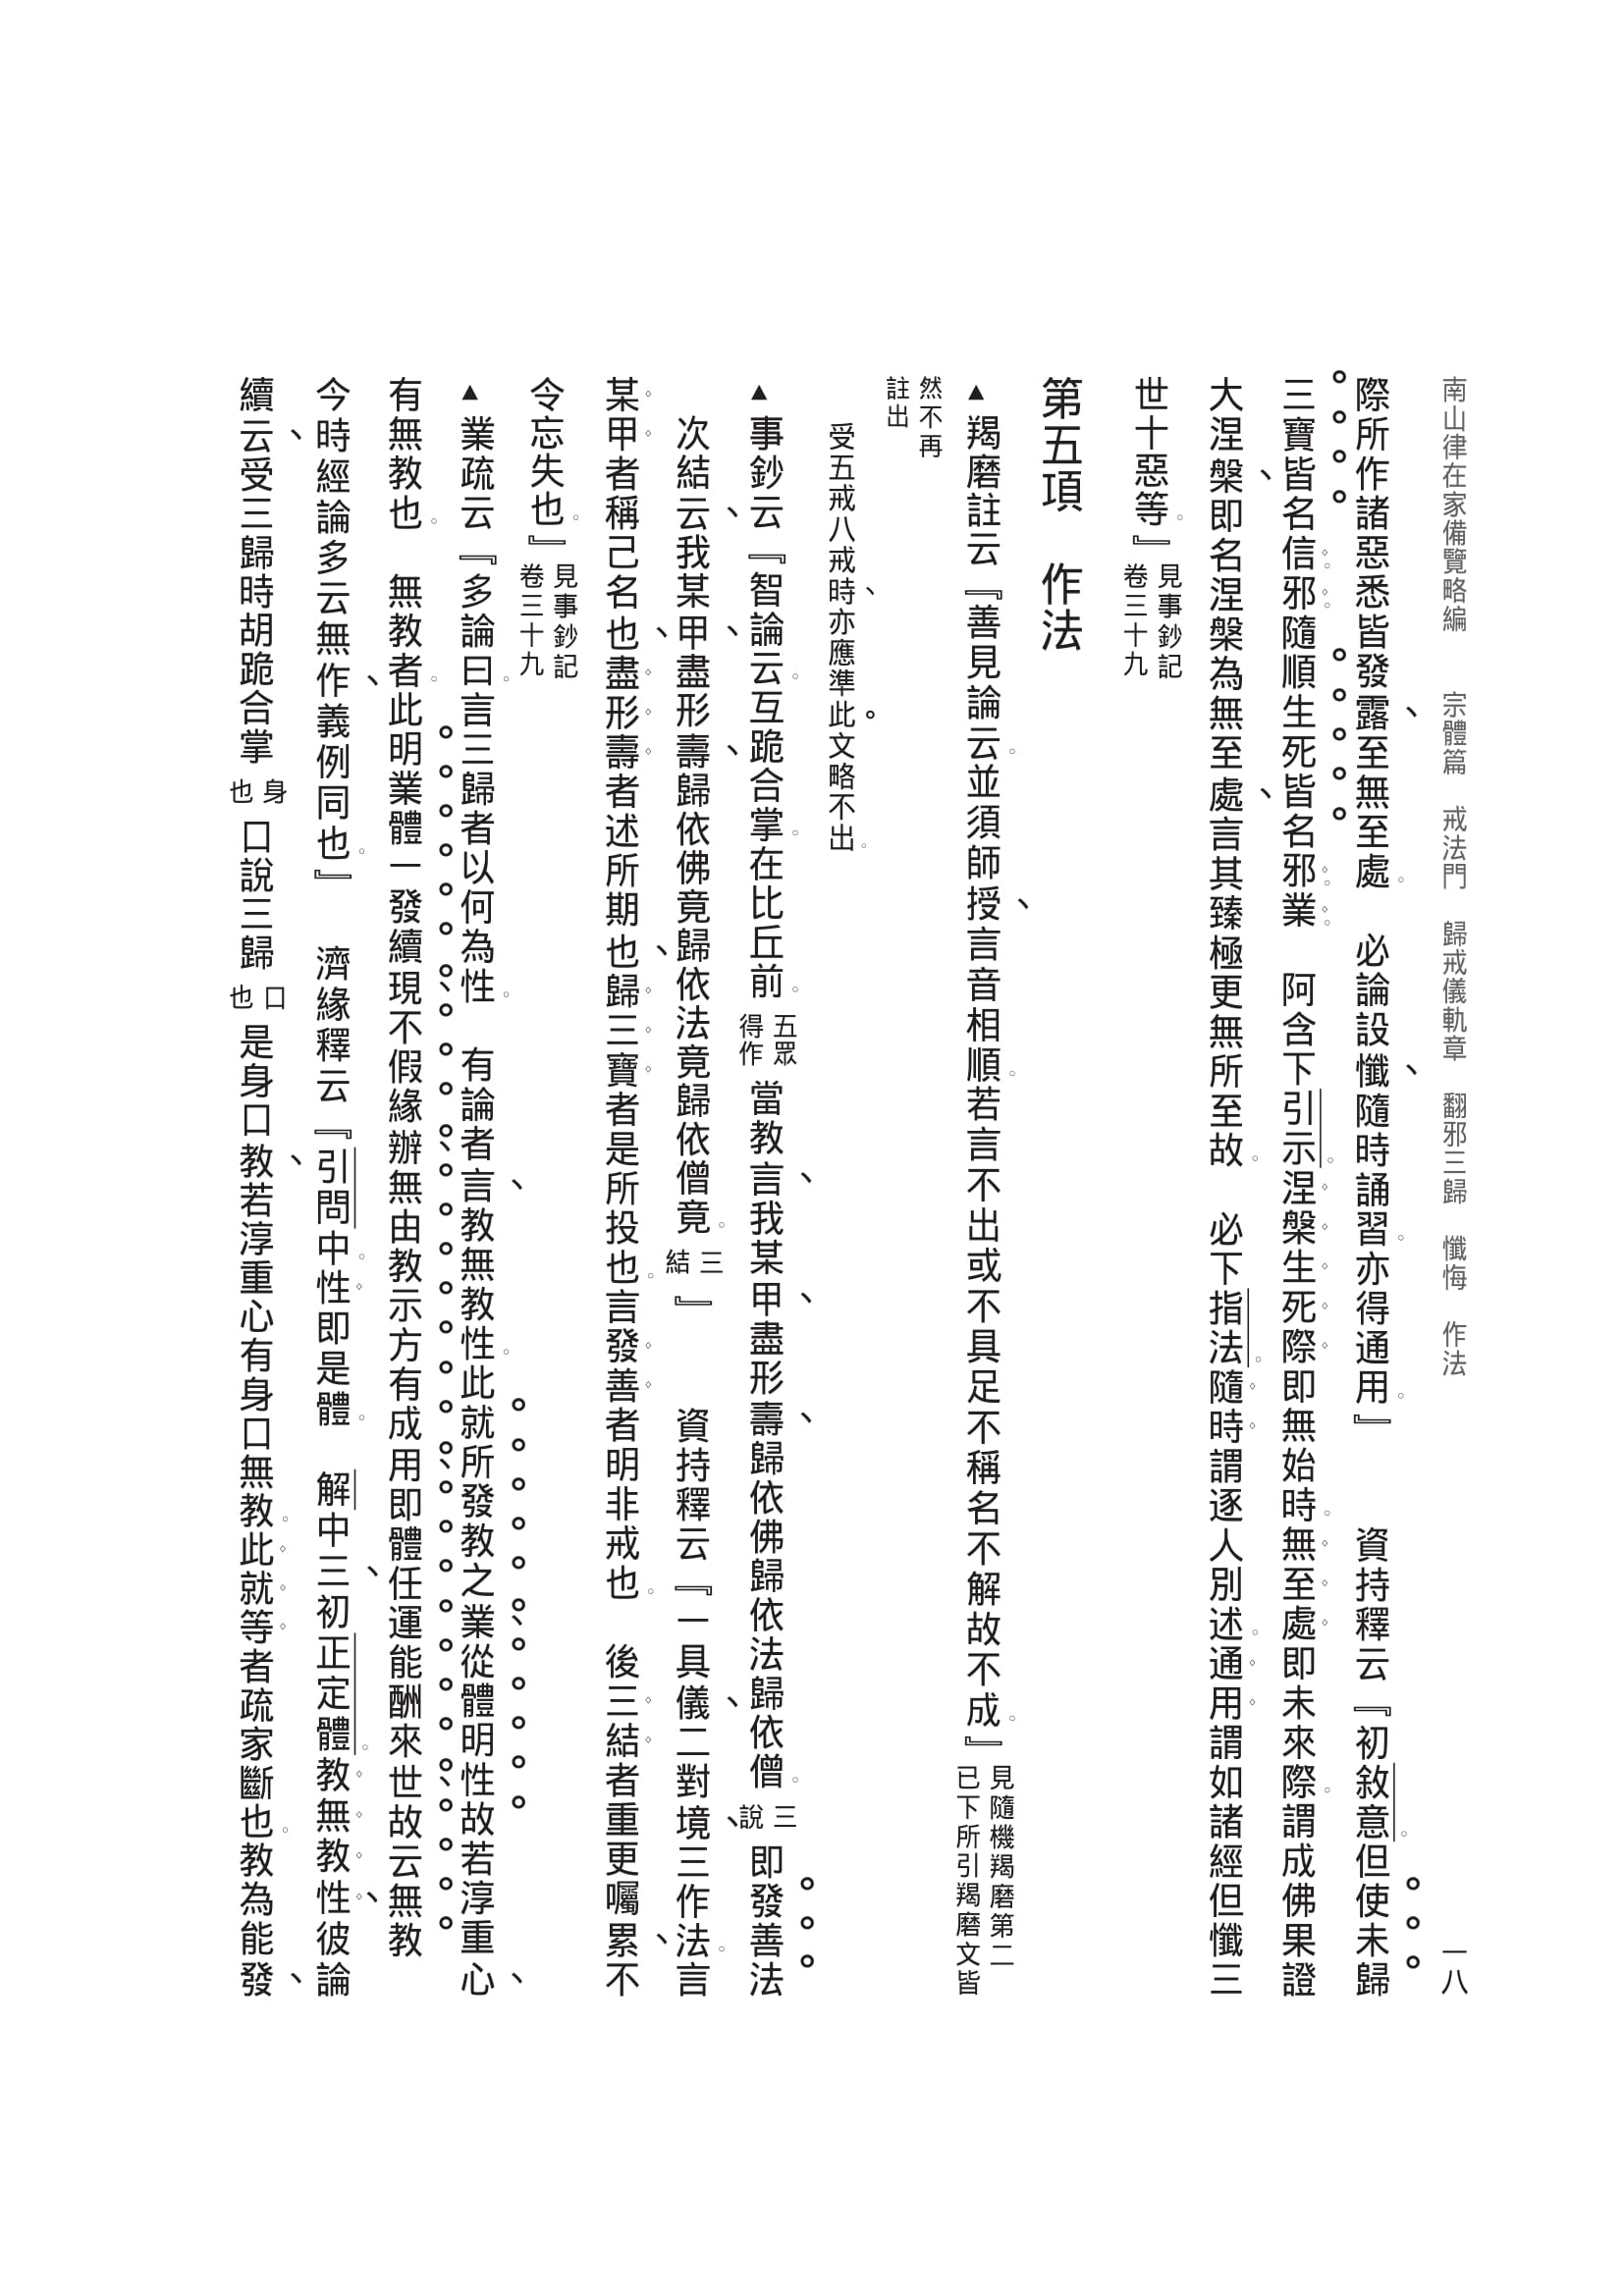 南山律在家備覽略編　宗體篇　戒法門　歸戒儀軌章　翻邪三歸　懺悔　作法　一八
際所作諸惡悉皆發露、至無至處。　必論設懺、隨時誦習。亦得通用。』　資持釋云『初敘意。但使未歸
三寶皆名信邪。隨順生死皆名邪業。　阿含下引示。涅槃生死際即無始時。無至處即未來際。謂成佛果證
大涅槃、即名涅槃為無至處、言其臻極更無所至故。　必下指法。隨時謂逐人別述。通用謂如諸經但懺三
世十惡等。』見事鈔記卷三十九
第五項　作法
▲羯磨註云『善見論云。並須師授、言音相順。若言不出或不具足不稱名不解故不成。』見隨機羯磨第二已下所引羯磨文皆
然不再註出
受五戒八戒時、亦應準此。文略不出。
▲事鈔云『智論云。互跪合掌。在比丘前。五眾得作當教言、我某甲、盡形壽、歸依佛歸依法歸依僧。三說即發善法
次結云、我某甲、盡形壽、歸依佛竟歸依法竟歸依僧竟。三結』　資持釋云『一具儀、二對境、三作法。言
某甲者稱己名也、盡形壽者述所期也、歸三寶者是所投也。言發善者明非戒也。　後三結者重更囑累、不
令忘失也。』見事鈔記卷三十九
▲業疏云『多論曰。言三歸者以何為性。　有論者言、教無教性。此就所發教之業從體明性故若淳重心、
有無教也。　無教者。此明業體一發續現不假緣辦無由教示方有成用即體任運能酬來世故云無教
今時經論多云無作、義例同也。』　濟緣釋云『引問中。性即是體。　解中三、初正定體。教無教性、彼論
續云、受三歸時胡跪合掌身也口說三歸口也是身口教、若淳重心有身口無教。此就等者疏家斷也。教為能發、